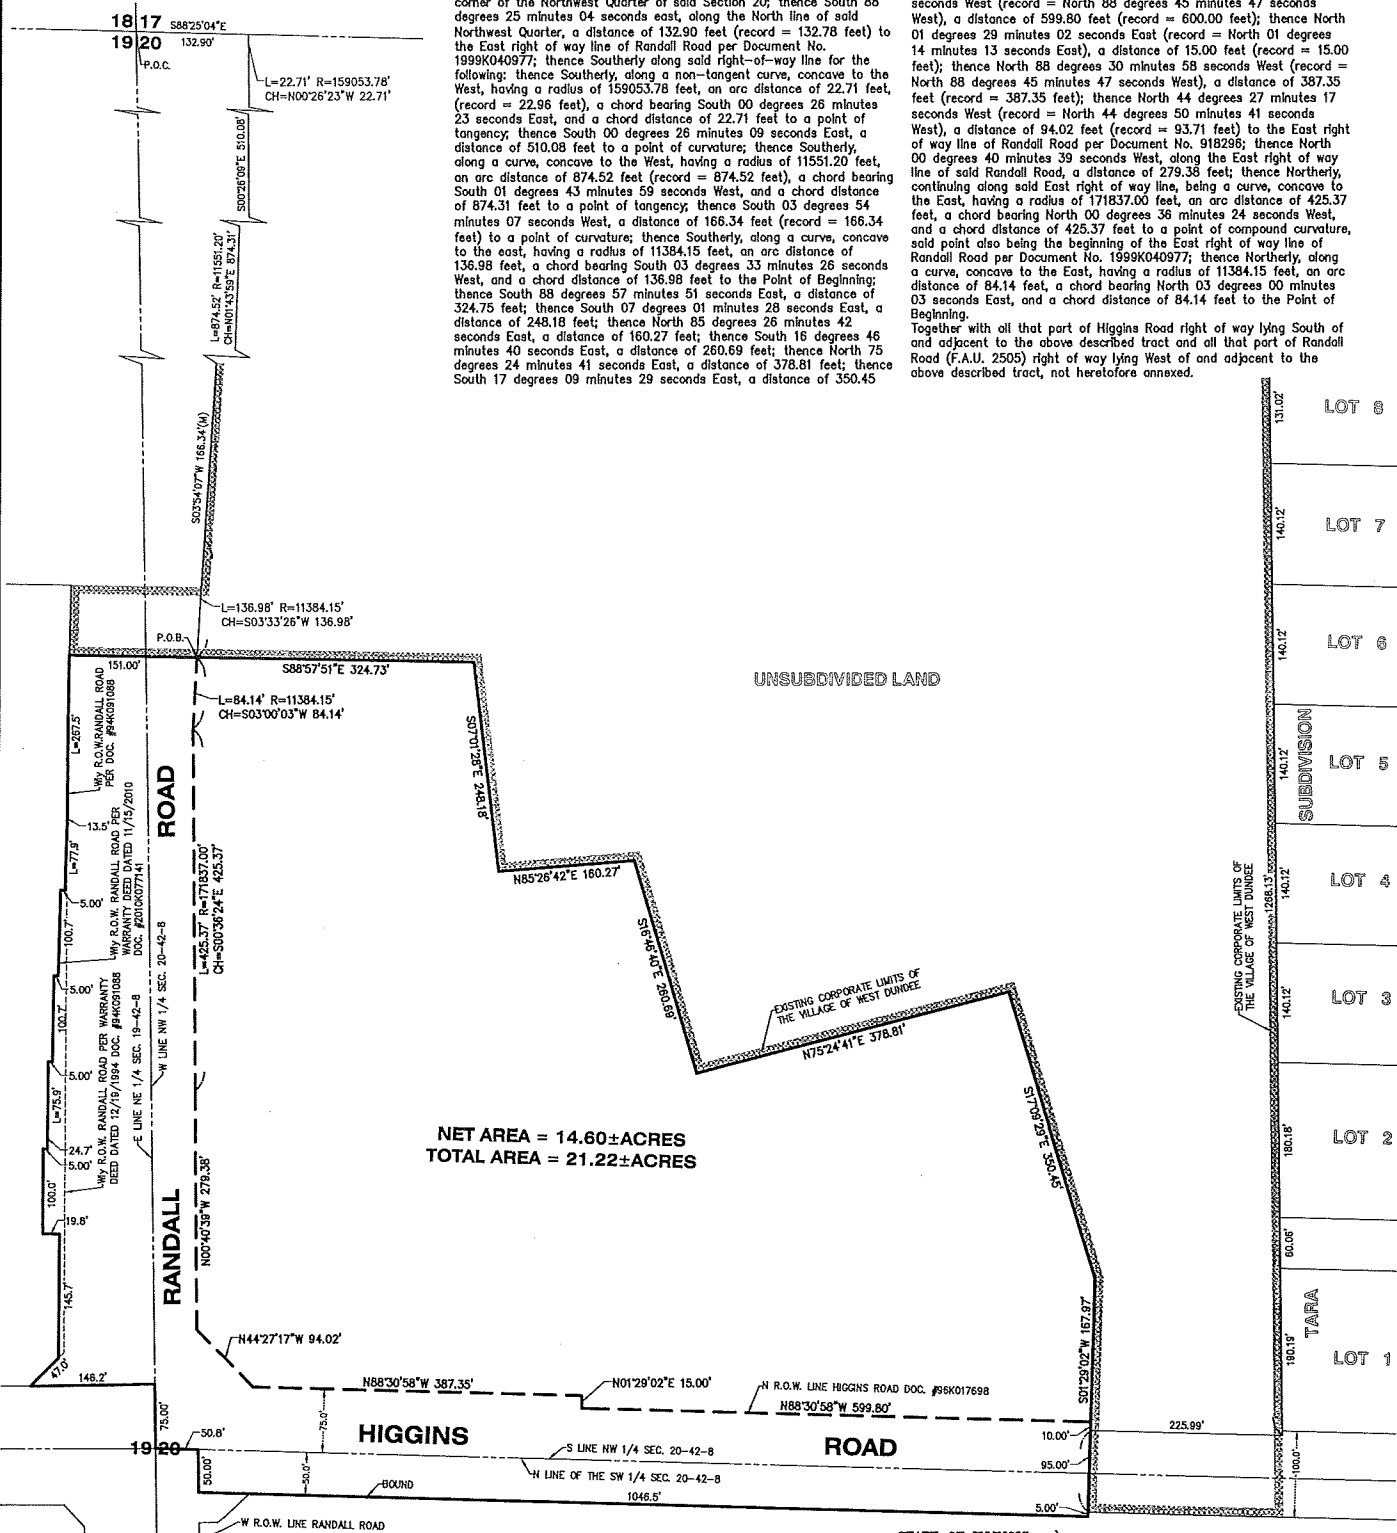 corner of the Northwest Quarter of said Section 20; thence South 88
degrees 25 minutes 04 seconds east, along the North line of said
Northwest Quarter, a distance of 132.90 feet (record = 132.78 feet) to
the East right of way line of Randall Road per Document No.
1999K040977; thence Southerly along said right-of-way line for the
following: thence Southerly, along a non-tangent curve, concave to the
West, having a radius of 159053.78 feet, an arc distance of 22.71 feet,
(record = 22.96 feet), a chord bearing South 00 degrees 26 minutes
23 seconds East, and a chord distance of 22.71 feet to a point of
tangency; thence South 00 degrees 26 minutes 09 seconds East, a
distance of 510.08 feet to a point of curvature; thence Southerly,
along a curve, concave to the West, having a radius of 11551.20 feet,
an arc distance of 874.52 feet (record = 874.52 feet), a chord bearing
South 01 degrees 43 minutes 59 seconds West, and a chord distance
of 874.31 feet to a point of tangency; thence South 03 degrees 54
minutes 07 seconds West, a distance of 166.34 feet (record = 166.34
feet) to a point of curvature; thence Southerly, along a curve, concave
to the east, having a radius of 11384.15 feet, an arc distance of
136.98 feet, a chord bearing South 03 degrees 33 minutes 26 seconds
West, and a chord distance of 136.98 feet to the Point of Beginning;
thence South 88 degrees 57 minutes 51 seconds East, a distance of
324.75 feet; thence South 07 degrees 01 minutes 28 seconds East, a
distance of 248.18 feet; thence North 85 degrees 26 minutes 42
seconds East, a distance of 160.27 feet; thence South 16 degrees 46
minutes 40 seconds East, a distance of 260.69 feet; thence North 75
degrees 24 minutes 41 seconds East, a distance of 378.81 feet; thence
South 17 degrees 09 minutes 29 seconds East, a distance of 350.45
seconds West (record = North 88 degrees 45 minutes 47 seconds
West), a distance of 599.80 feet (record = 600.00 feet); thence North
01 degrees 29 minutes 02 seconds East (record = North 01 degrees
14 minutes 13 seconds East), a distance of 15.00 feet (record = 15.00
feet); thence North 88 degrees 30 minutes 58 seconds West (record =
North 88 degrees 45 minutes 47 seconds West), a distance of 387.35
feet (record = 387.35 feet); thence North 44 degrees 27 minutes 17
seconds West (record = North 44 degrees 50 minutes 41 seconds
West), a distance of 94.02 feet (record = 93.71 feet) to the East right
of way line of Randall Road per Document No. 918296; thence North
00 degrees 40 minutes 39 seconds West, along the East right of way
line of said Randall Road, a distance of 279.38 feet; thence Northerly,
continuing along said East right of way line, being a curve, concave to
the East, having a radius of 171837.00 feet, an arc distance of 425.37
feet, a chord bearing North 00 degrees 36 minutes 24 seconds West,
and a chord distance of 425.37 feet to a point of compound curvature,
said point also being the beginning of the East right of way line of
Randall Road per Document No. 1999K040977; thence Northerly, along
a curve, concave to the East, having a radius of 11384.15 feet, an arc
distance of 84.14 feet, a chord bearing North 03 degrees 00 minutes
03 seconds East, and a chord distance of 84.14 feet to the Point of
Beginning.
Together with all that part of Higgins Road right of way lying South of
and adjacent to the above described tract and all that part of Randall
Road (F.A.U. 2505) right of way lying West of and adjacent to the
above described tract, not heretofore annexed.
18 17
S88°25'04"E
19 20
132.90'
P.O.C.
L=22.71' R=159053.78'
CH=N00°26'23"W 22.71'
S00°26'09"E 510.08'
L=874.52' R=11551.20'
CH=N01°43'59"E 874.31'
S03°54'07"W 166.34'(M)
L=136.98' R=11384.15'
CH=S03°33'26"W 136.98'
P.O.B.
151.00'
S88°57'51"E 324.73'
L=84.14' R=11384.15'
CH=S03°00'03"W 84.14'
S07°01'28"E 248.18'
N85°26'42"E 160.27'
S16°46'40"E 260.69'
EXISTING CORPORATE LIMITS OF
THE VILLAGE OF WEST DUNDEE
N75°24'41"E 378.81'
S17°09'29"E 350.45'
S01°29'02"W 167.97'
UNSUBDIVIDED LAND
NET AREA = 14.60±ACRES
TOTAL AREA = 21.22±ACRES
L=267.5'
Wly R.O.W.RANDALL ROAD
PER DOC. #94K091088
13.5'
L=77.9'
Wly R.O.W. RANDALL ROAD PER
WARRANTY DEED DATED 11/15/2010
DOC. #2010K077141
5.00'
100.7'
5.00'
100.7'
5.00'
L=75.9'
Wly R.O.W. RANDALL ROAD PER WARRANTY
DEED DATED 12/19/1994 DOC. #94K091088
24.7'
5.00'
100.0'
19.8'
145.7'
47.0'
146.2'
E LINE NE 1/4 SEC. 19-42-8
W LINE NW 1/4 SEC. 20-42-8
RANDALL ROAD
L=425.37' R=171837.00'
CH=S00°36'24"E 425.37'
N00°40'39"W 279.38'
N44°27'17"W 94.02'
N88°30'58"W 387.35'
N01°29'02"E 15.00'
N R.O.W. LINE HIGGINS ROAD DOC. #96K017698
N88°30'58"W 599.80'
75.00'
75.0'
HIGGINS ROAD
10.00'
225.99'
19 20
50.8'
S LINE NW 1/4 SEC. 20-42-8
95.00'
50.00'
50.0'
N LINE OF THE SW 1/4 SEC. 20-42-8
100.0'
BOUND
1046.5'
5.00'
W R.O.W. LINE RANDALL ROAD
EXISTING CORPORATE LIMITS OF
THE VILLAGE OF WEST DUNDEE
1268.13'
131.02'
LOT 8
140.12'
LOT 7
140.12'
LOT 6
140.12'
LOT 5
140.12'
LOT 4
140.12'
LOT 3
180.18'
LOT 2
60.06'
190.19'
LOT 1
TARA SUBDIVISION